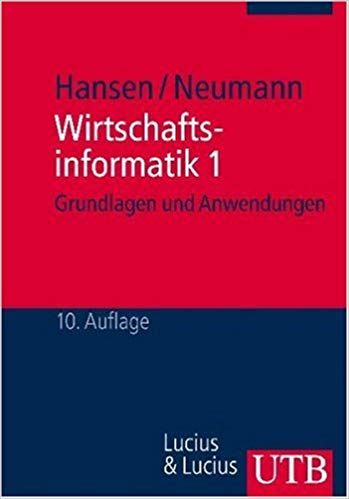 Hansen/Neumann
Wirtschafts-
informatik 1
Grundlagen und Anwendungen
10. Auflage
Lucius
& Lucius
UTB